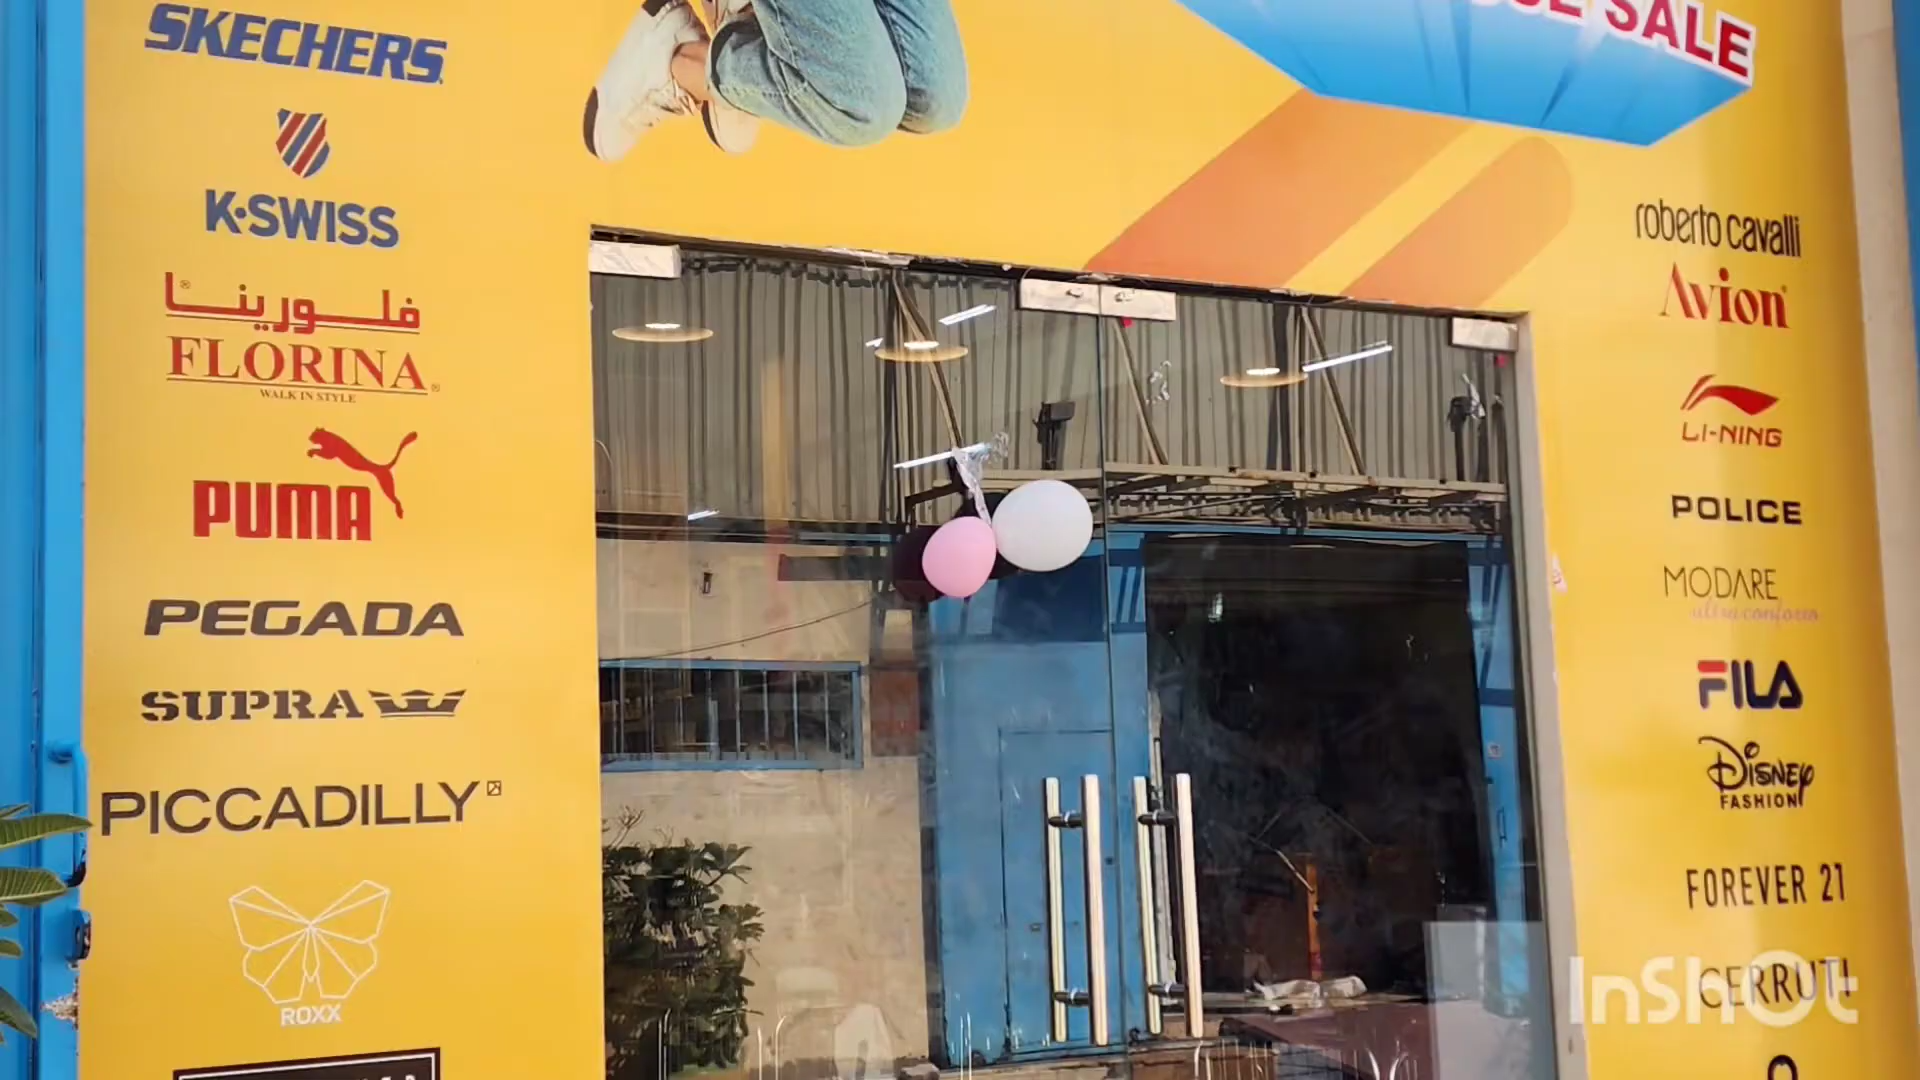 SKECHERS
K·SWISS
فلورينا
FLORINA
WALK IN STYLE
PUMA
PEGADA
SUPRA
PICCADILLY
ROXX
SALE
roberto cavalli
Avion
LI-NING
POLICE
MODARE
ultraconforto
FILA
DISNEY
FASHION
FOREVER 21
CERRUTI
InShOt